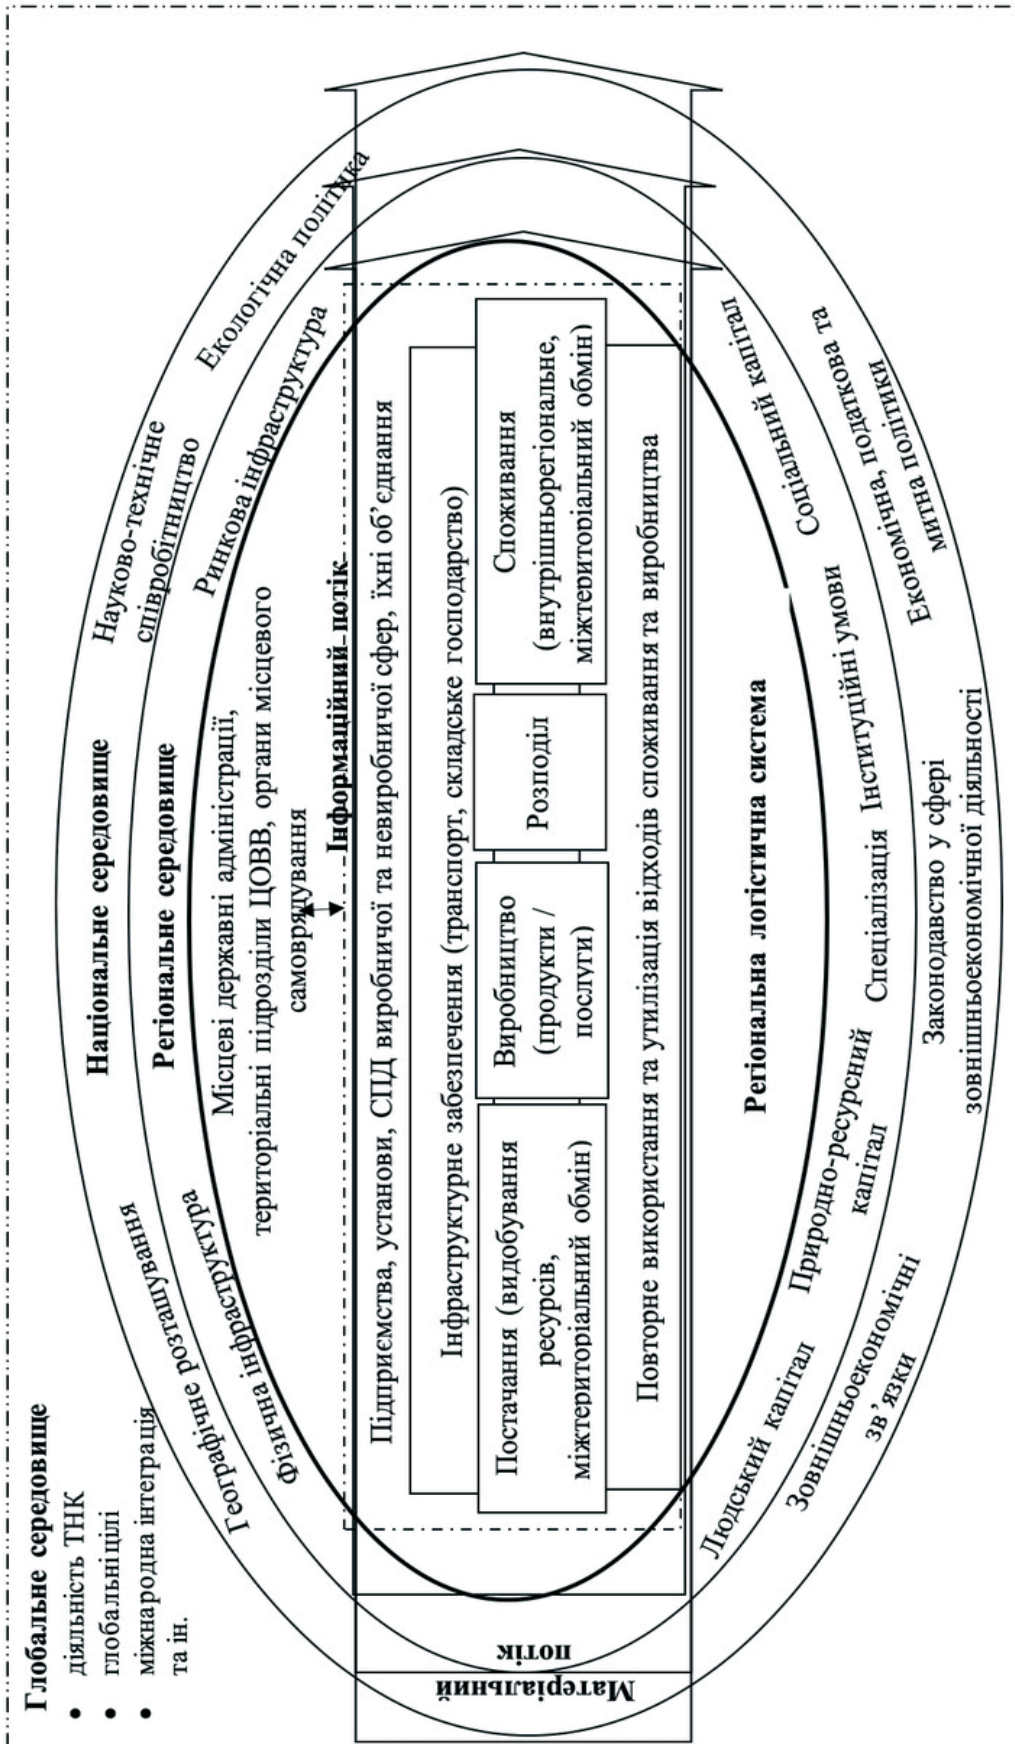 Глобальне середовище
• діяльність ТНК
• глобальні цілі
• міжнародна інтеграція
та ін.
Національне середовище
Географічне розташування
Науково-технічне
співробітництво
Екологічна політика
Регіональне середовище
Фізична інфраструктура
Ринкова інфраструктура
Місцеві державні адміністрації,
територіальні підрозділи ЦОВВ, органи місцевого
самоврядування
Інформаційний потік
Підприємства, установи, СПД виробничої та невиробничої сфер, їхні об’єднання
Інфраструктурне забезпечення (транспорт, складське господарство)
Постачання (видобування
ресурсів,
міжтериторіальний обмін)
Виробництво
(продукти /
послуги)
Розподіл
Споживання
(внутрішньорегіональне,
міжтериторіальний обмін)
Повторне використання та утилізація відходів споживання та виробництва
Матеріальний
потік
Регіональна логістична система
Людський капітал
Природно-ресурсний
капітал
Спеціалізація
Інституційні умови
Соціальний капітал
Зовнішньоекономічні
зв’язки
Законодавство у сфері
зовнішньоекономічної діяльності
Економічна, податкова та
митна політики